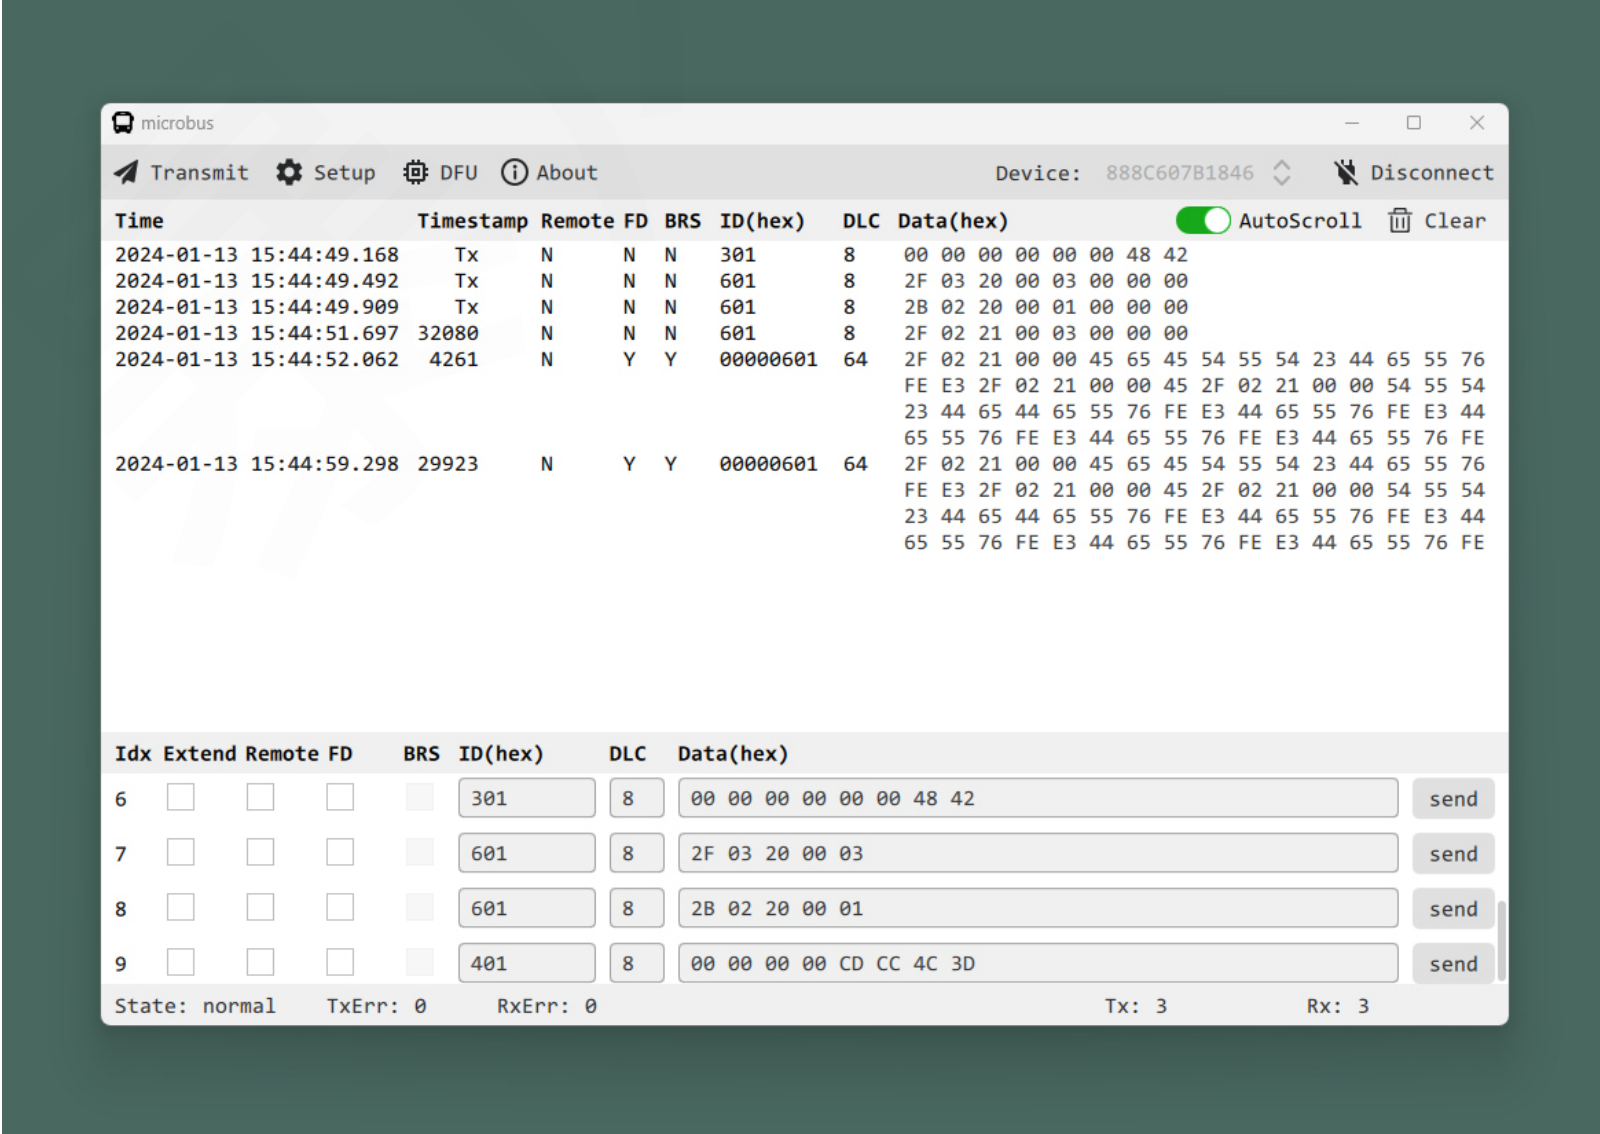 microbus
Transmit Setup DFU About Device: 888C607B1846 Disconnect
Time Timestamp Remote FD BRS ID(hex) DLC Data(hex) AutoScroll Clear
2024-01-13 15:44:49.168 Tx N N N 301 8 00 00 00 00 00 00 48 42
2024-01-13 15:44:49.492 Tx N N N 601 8 2F 03 20 00 03 00 00 00
2024-01-13 15:44:49.909 Tx N N N 601 8 2B 02 20 00 01 00 00 00
2024-01-13 15:44:51.697 32080 N N N 601 8 2F 02 21 00 03 00 00 00
2024-01-13 15:44:52.062 4261 N Y Y 00000601 64 2F 02 21 00 00 45 65 45 54 55 54 23 44 65 55 76
FE E3 2F 02 21 00 00 45 2F 02 21 00 00 54 55 54
23 44 65 44 65 55 76 FE E3 44 65 55 76 FE E3 44
65 55 76 FE E3 44 65 55 76 FE E3 44 65 55 76 FE
2024-01-13 15:44:59.298 29923 N Y Y 00000601 64 2F 02 21 00 00 45 65 45 54 55 54 23 44 65 55 76
FE E3 2F 02 21 00 00 45 2F 02 21 00 00 54 55 54
23 44 65 44 65 55 76 FE E3 44 65 55 76 FE E3 44
65 55 76 FE E3 44 65 55 76 FE E3 44 65 55 76 FE
Idx Extend Remote FD BRS ID(hex) DLC Data(hex)
6 301 8 00 00 00 00 00 00 48 42 send
7 601 8 2F 03 20 00 03 send
8 601 8 2B 02 20 00 01 send
9 401 8 00 00 00 00 CD CC 4C 3D send
State: normal TxErr: 0 RxErr: 0 Tx: 3 Rx: 3